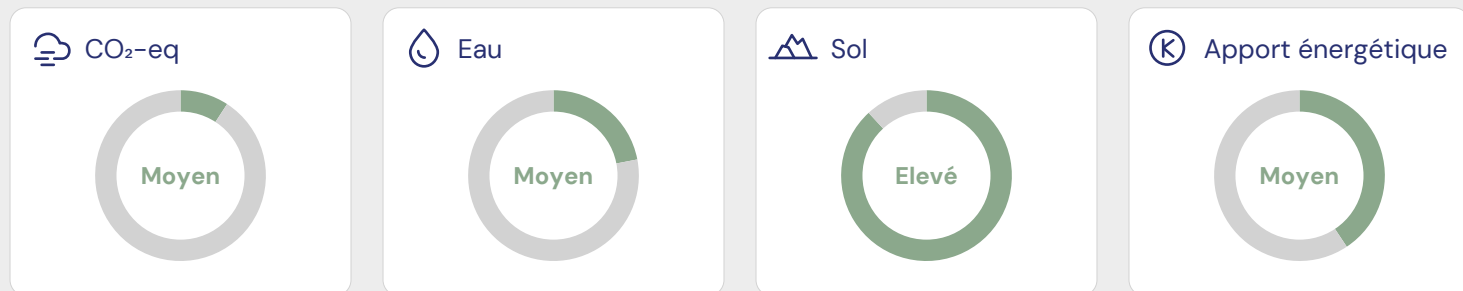 CO₂-eq
Moyen
Eau
Moyen
Sol
Elevé
Apport énergétique
Moyen